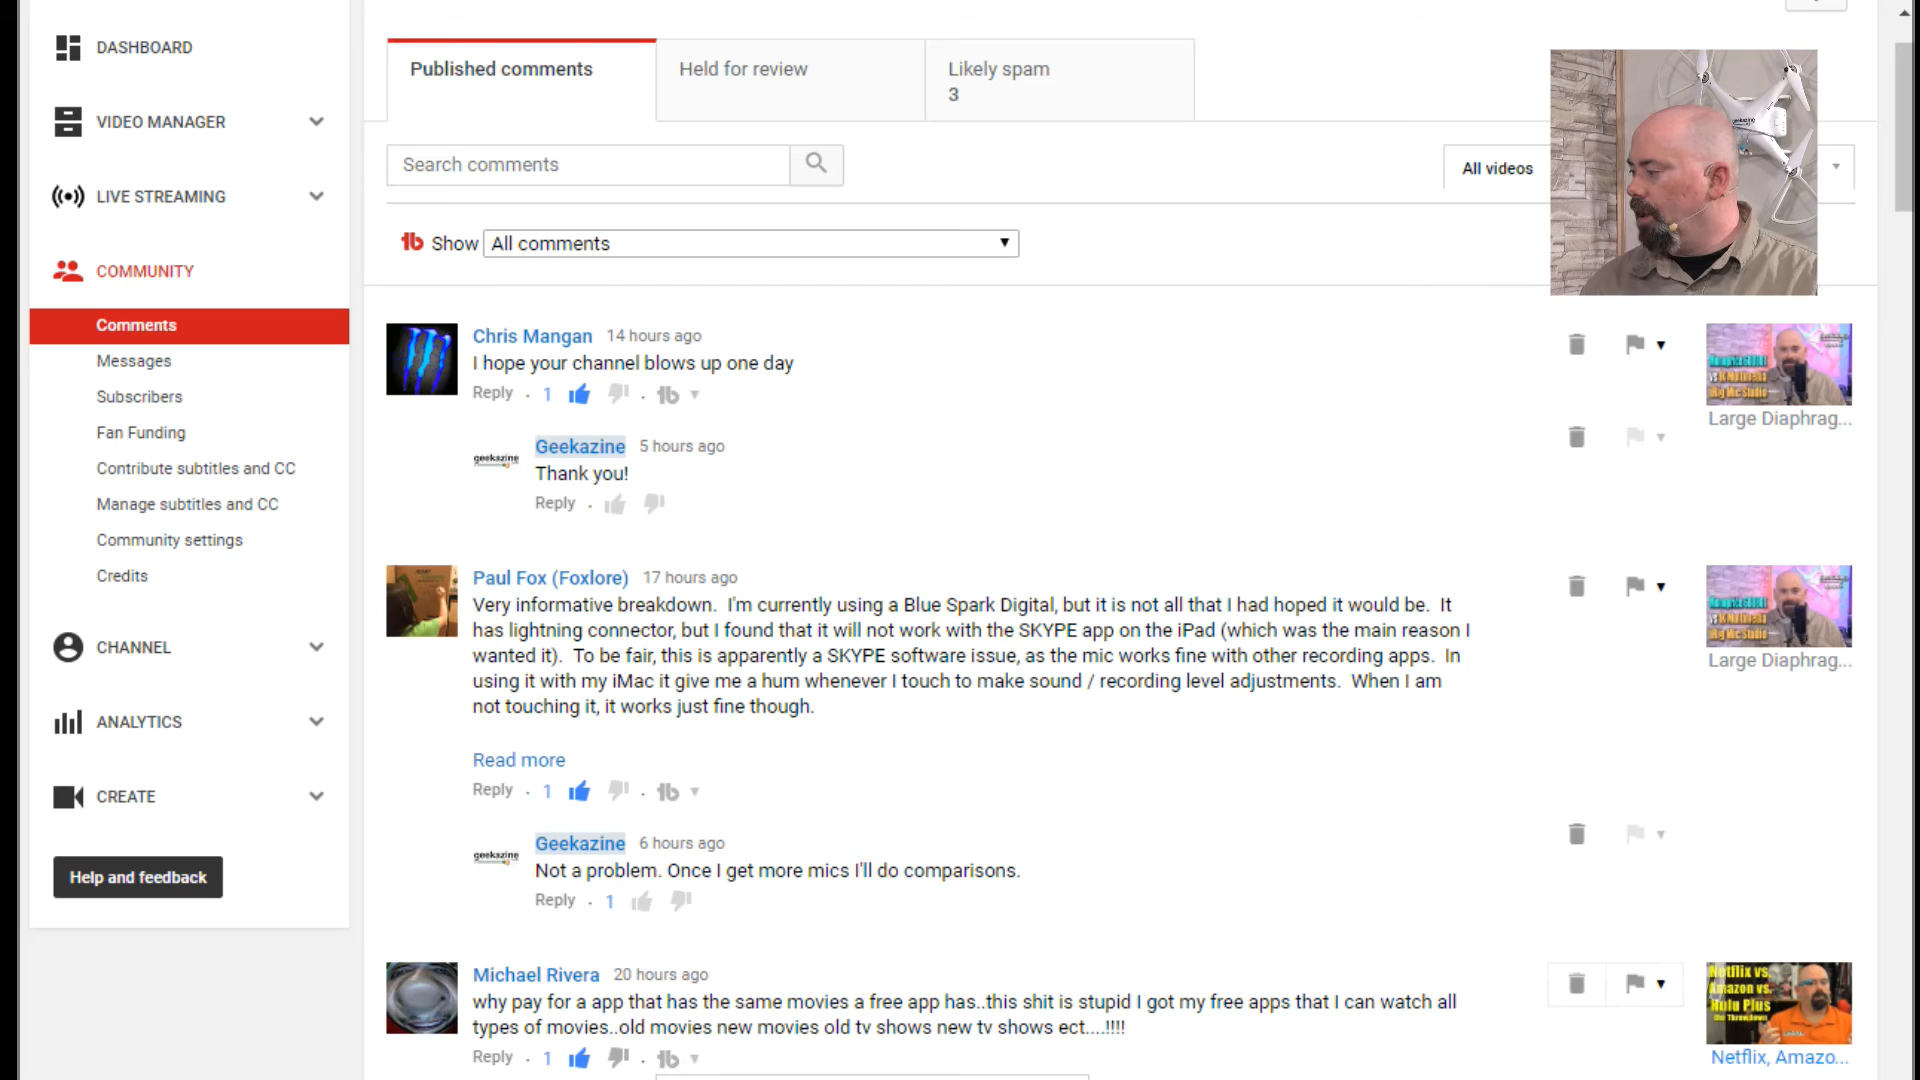 DASHBOARD
VIDEO MANAGER
LIVE STREAMING
COMMUNITY
Comments
Messages
Subscribers
Fan Funding
Contribute subtitles and CC
Manage subtitles and CC
Community settings
Credits
CHANNEL
ANALYTICS
CREATE
Help and feedback
Published comments
Held for review
Likely spam
3
Search comments
All videos
geekazine
Show All comments
Chris Mangan 14 hours ago
I hope your channel blows up one day
Reply · 1
Large Diaphrag...
geekazine
Geekazine 5 hours ago
Thank you!
Reply ·
Paul Fox (Foxlore) 17 hours ago
Very informative breakdown. I'm currently using a Blue Spark Digital, but it is not all that I had hoped it would be. It
has lightning connector, but I found that it will not work with the SKYPE app on the iPad (which was the main reason I
wanted it). To be fair, this is apparently a SKYPE software issue, as the mic works fine with other recording apps. In
using it with my iMac it give me a hum whenever I touch to make sound / recording level adjustments. When I am
not touching it, it works just fine though.
Read more
Reply · 1
Large Diaphrag...
geekazine
Geekazine 6 hours ago
Not a problem. Once I get more mics I'll do comparisons.
Reply · 1
Michael Rivera 20 hours ago
why pay for a app that has the same movies a free app has..this shit is stupid I got my free apps that I can watch all
types of movies..old movies new movies old tv shows new tv shows ect....!!!!
Reply · 1
Netflix vs.
Amazon vs.
Hulu Plus
Netflix, Amazo...